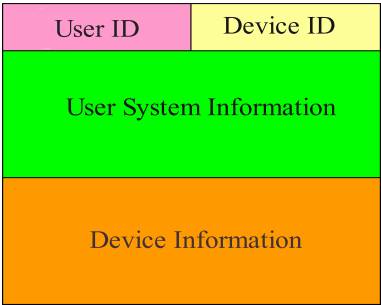 User ID
Device ID
User System Information
Device Information